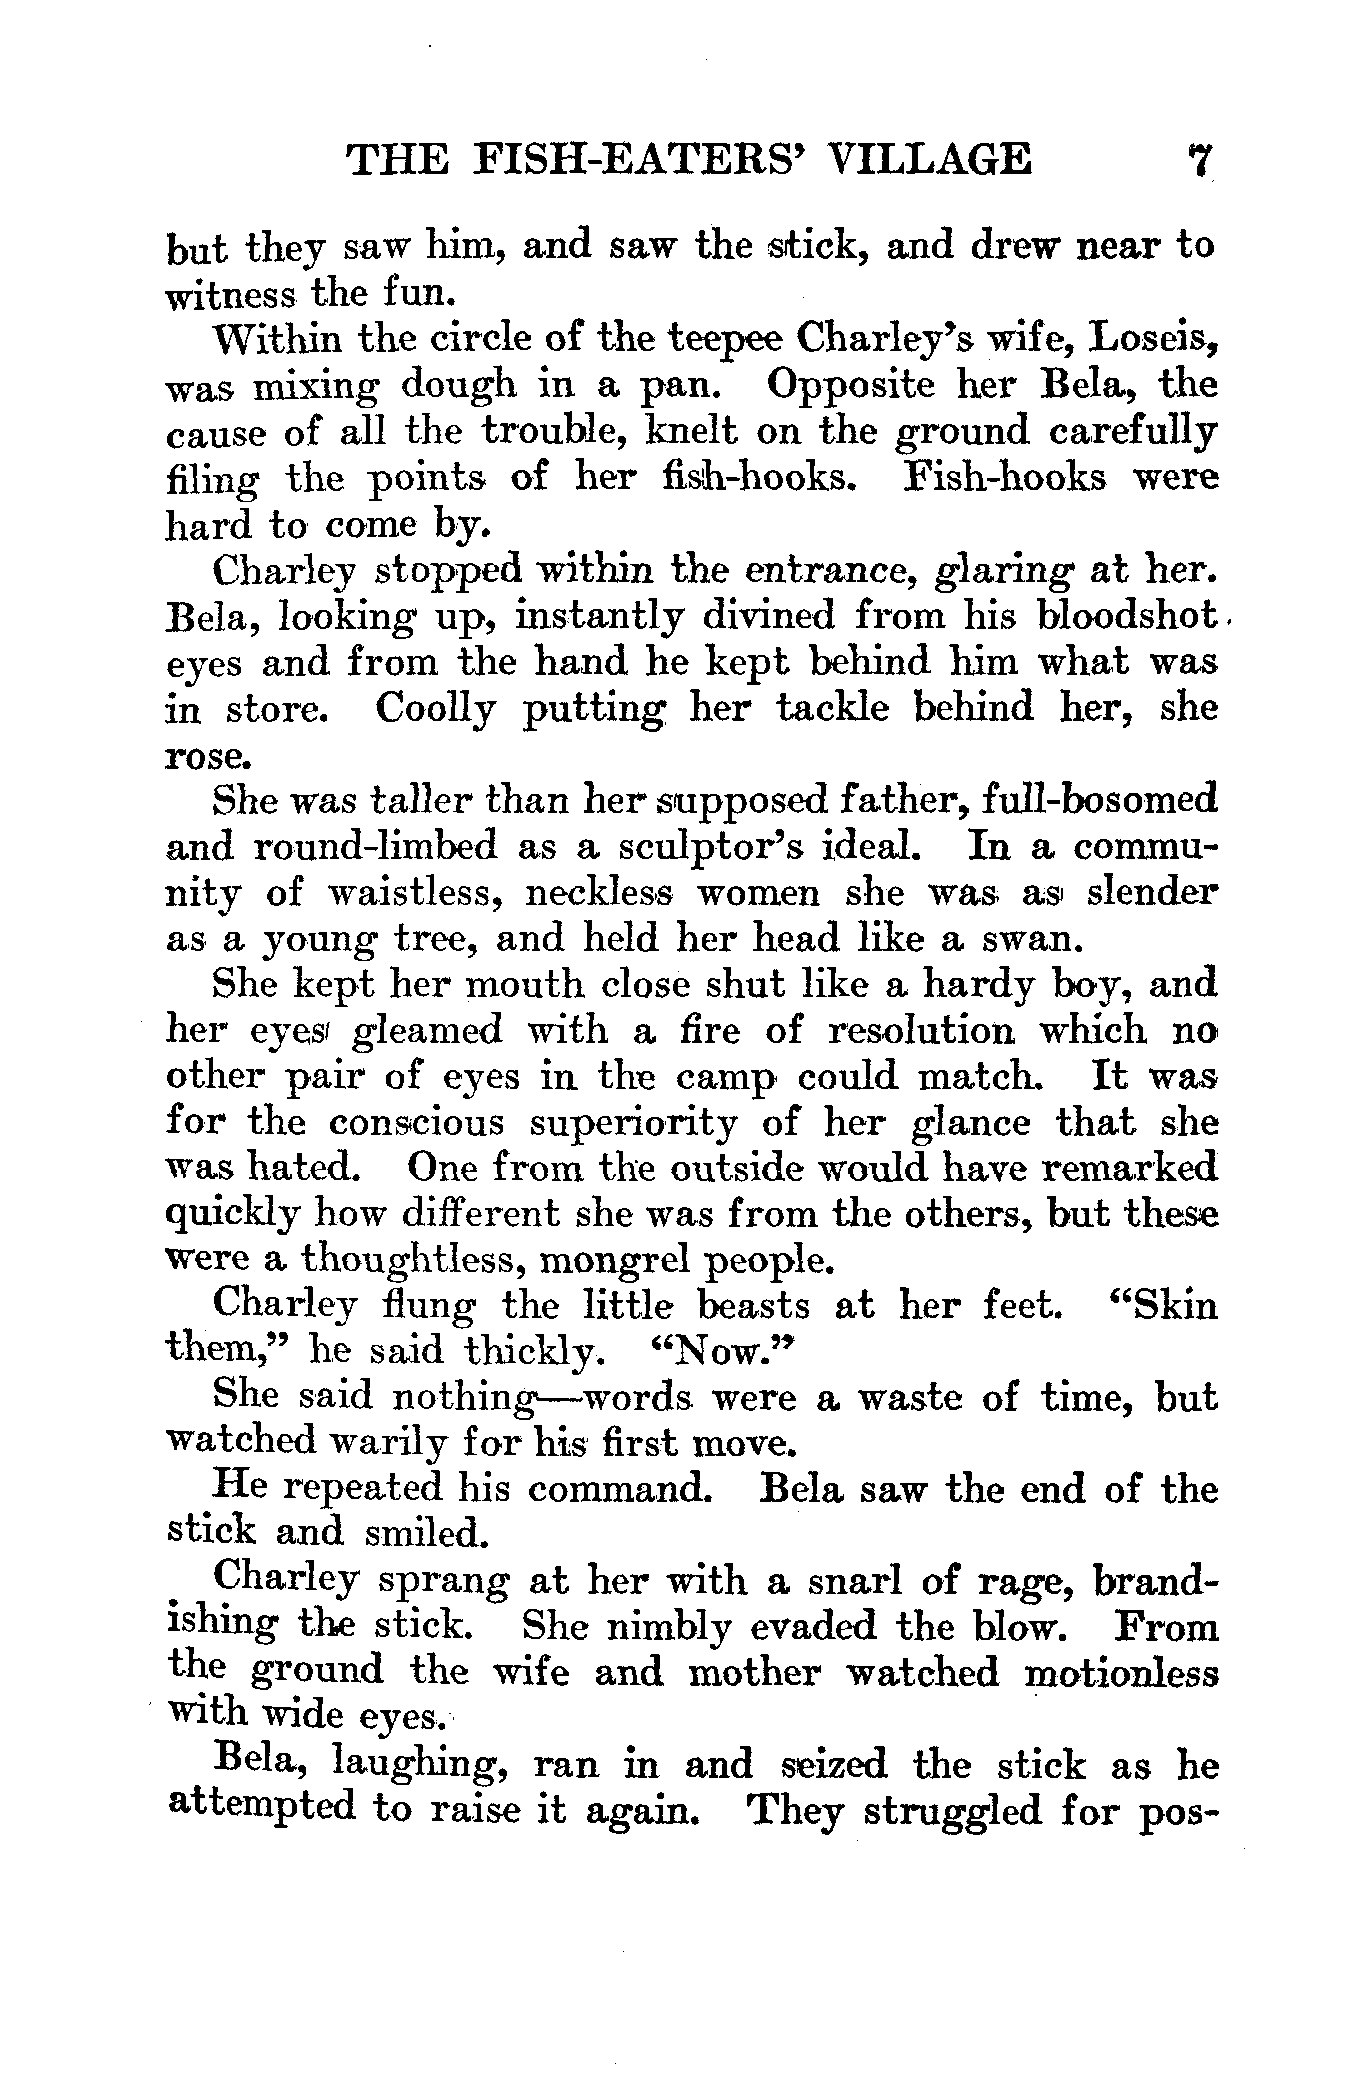 THE FISH-EATERS' VILLAGE 7
but they saw him, and saw the stick, and drew near to
witness the fun.
Within the circle of the teepee Charley's wife, Loseis,
was mixing dough in a pan. Opposite her Bela, the
cause of all the trouble, knelt on the ground carefully
filing the points of her fish-hooks. Fish-hooks were
hard to come by.
Charley stopped within the entrance, glaring at her.
Bela, looking up, instantly divined from his bloodshot
eyes and from the hand he kept behind him what was
in store. Coolly putting her tackle behind her, she
rose.
She was taller than her supposed father, full-bosomed
and round-limbed as a sculptor's ideal. In a commu-
nity of waistless, neckless women she was as slender
as a young tree, and held her head like a swan.
She kept her mouth close shut like a hardy boy, and
her eyes gleamed with a fire of resolution which no
other pair of eyes in the camp could match. It was
for the conscious superiority of her glance that she
was hated. One from the outside would have remarked
quickly how different she was from the others, but these
were a thoughtless, mongrel people.
Charley flung the little beasts at her feet. “Skin
them,” he said thickly. “Now.”
She said nothing—words were a waste of time, but
watched warily for his first move.
He repeated his command. Bela saw the end of the
stick and smiled.
Charley sprang at her with a snarl of rage, brand-
ishing the stick. She nimbly evaded the blow. From
the ground the wife and mother watched motionless
with wide eyes.
Bela, laughing, ran in and seized the stick as he
attempted to raise it again. They struggled for pos-